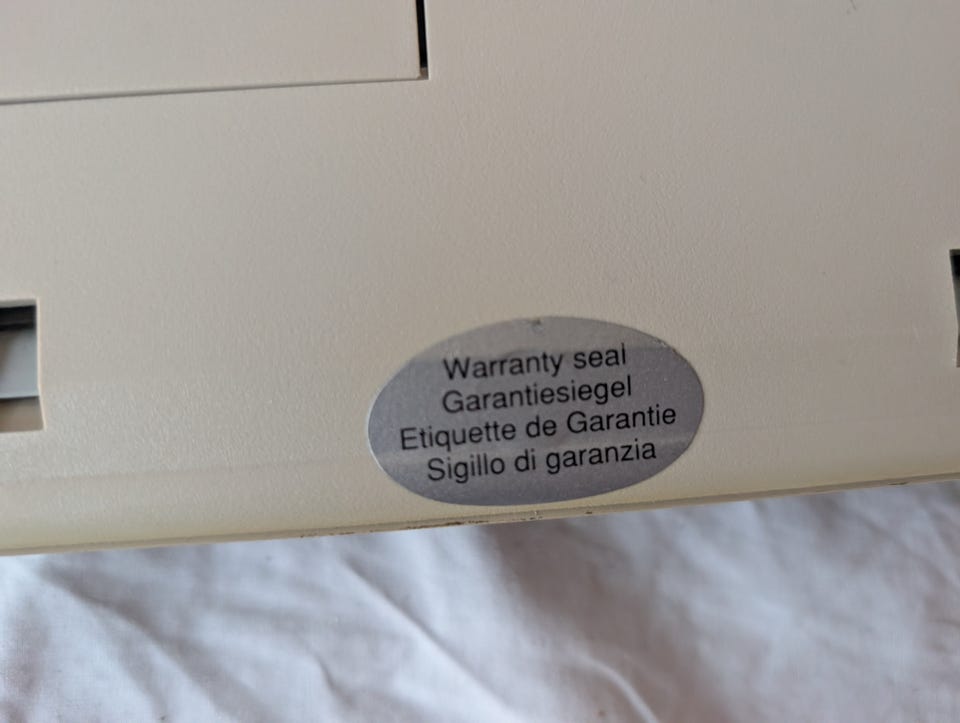 Warranty seal
Garantiesiegel
Etiquette de Garantie
Sigillo di garanzia